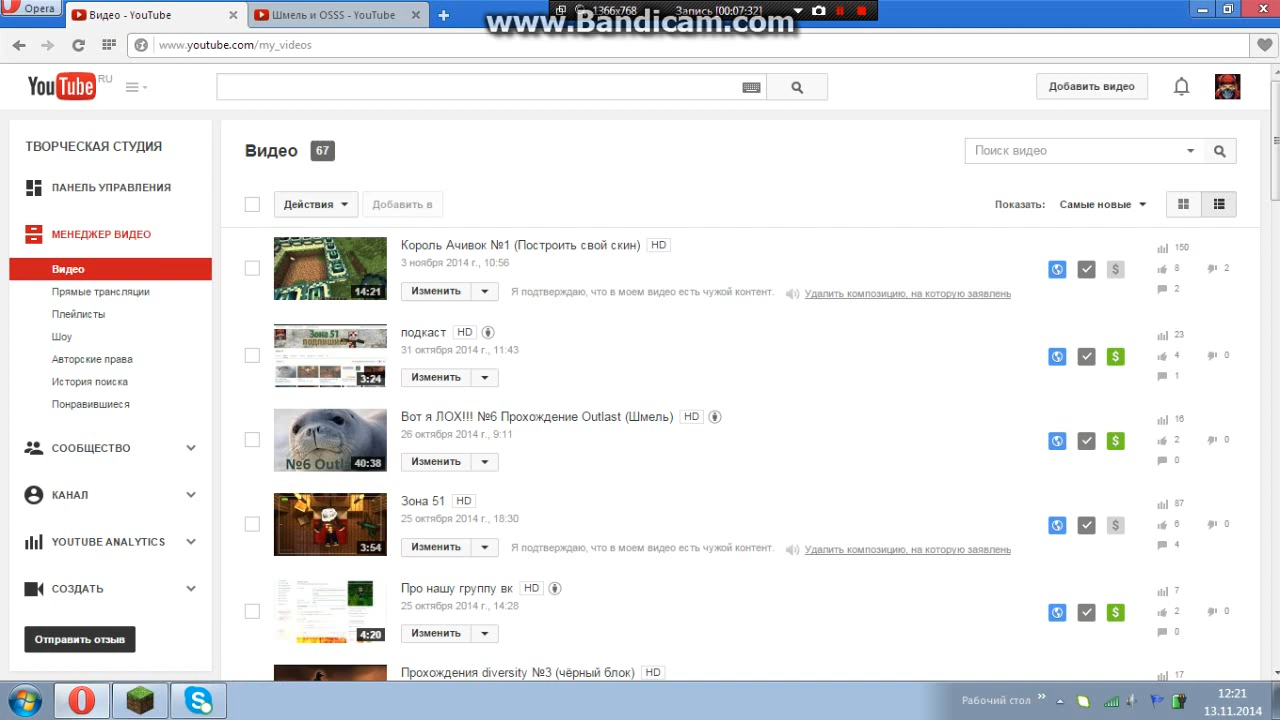 Opera
Видео - YouTube
Шмель и OSSS - YouTube
1366x768
Запись [00:07:32]
www.Bandicam.com
www.youtube.com/my_videos
YouTube RU
Добавить видео
ТВОРЧЕСКАЯ СТУДИЯ
ПАНЕЛЬ УПРАВЛЕНИЯ
МЕНЕДЖЕР ВИДЕО
Видео
Прямые трансляции
Плейлисты
Шоу
Авторские права
История поиска
Понравившиеся
СООБЩЕСТВО
КАНАЛ
YOUTUBE ANALYTICS
СОЗДАТЬ
Отправить отзыв
Видео 67
Поиск видео
Действия
Добавить в
Показать: Самые новые
14:21
Король Ачивок №1 (Построить свой скин) HD
3 ноября 2014 г., 10:56
Изменить
Я подтверждаю, что в моем видео есть чужой контент.
Удалить композицию, на которую заявлень
150
8 2
2
Зона 51
3:24
подкаст HD
31 октября 2014 г., 11:43
Изменить
23
4 0
1
№6 Outl
40:38
Вот я ЛОХ!!! №6 Прохождение Outlast (Шмель) HD
26 октября 2014 г., 9:11
Изменить
16
2 0
0
3:54
Зона 51 HD
25 октября 2014 г., 18:30
Изменить
Я подтверждаю, что в моем видео есть чужой контент.
Удалить композицию, на которую заявлень
87
6 0
4
4:20
Про нашу группу вк HD
25 октября 2014 г., 14:28
Изменить
7
2 0
0
Прохождения diversity №3 (чёрный блок) HD
17
Рабочий стол
12:21
13.11.2014